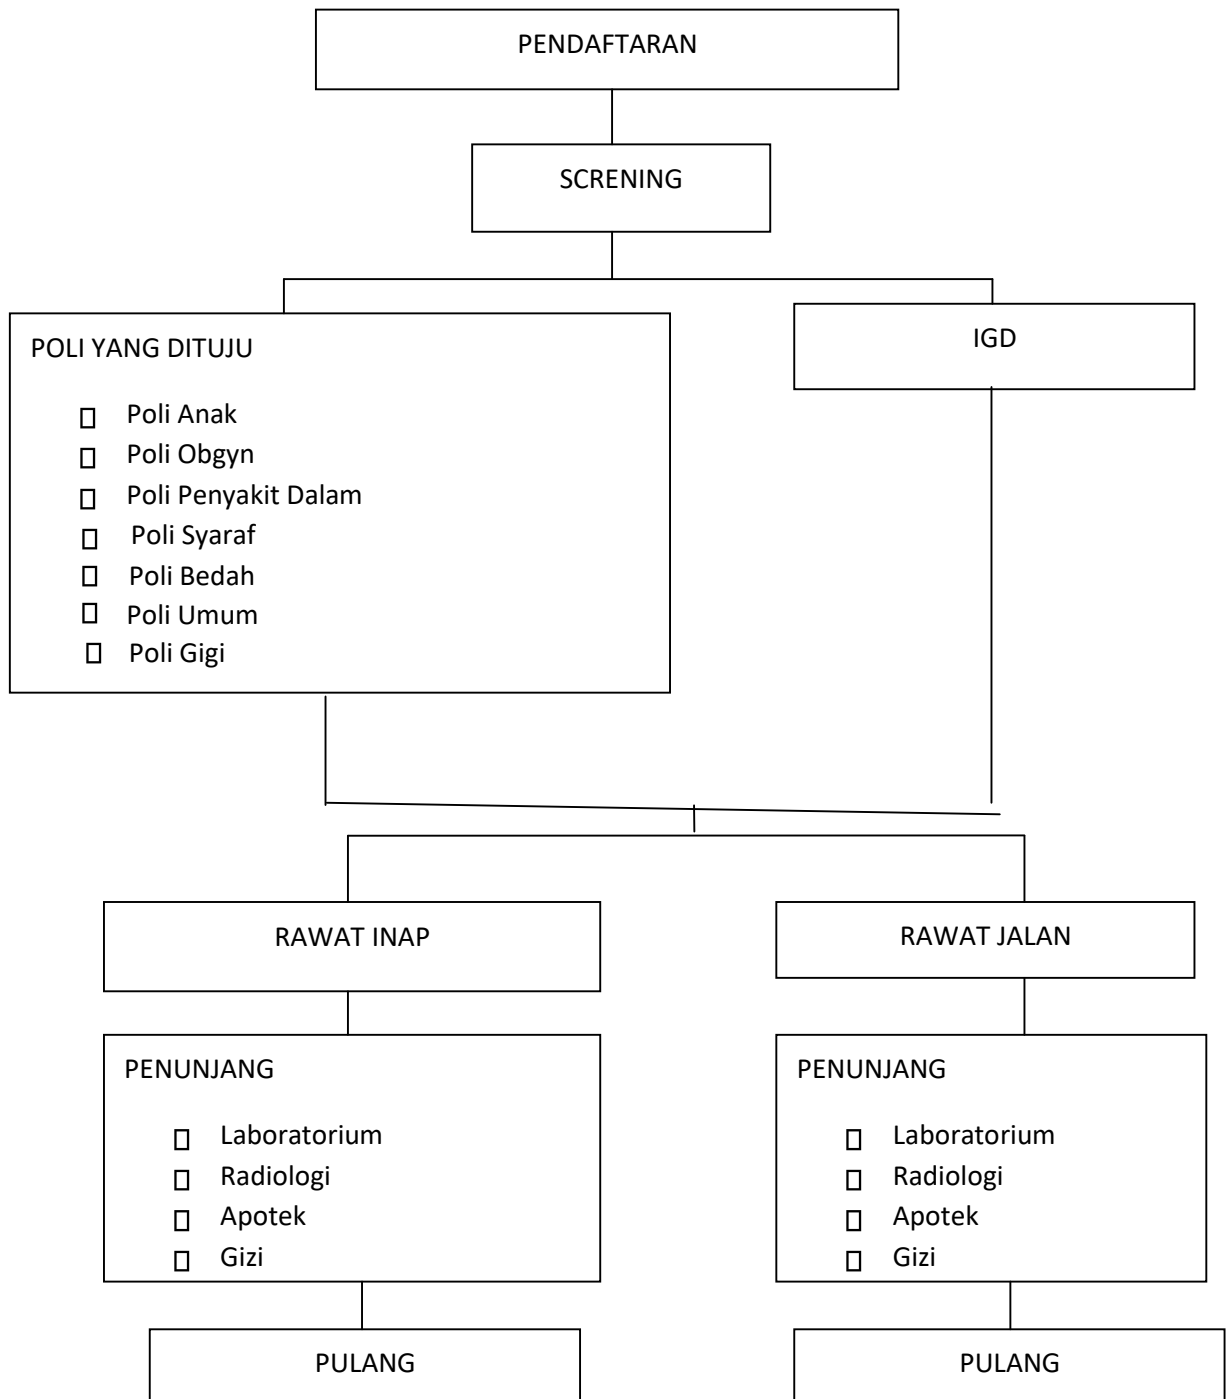 PENDAFTARAN
SCRENING
POLI YANG DITUJU
Poli Anak
Poli Obgyn
Poli Penyakit Dalam
Poli Syaraf
Poli Bedah
Poli Umum
Poli Gigi
IGD
RAWAT INAP
RAWAT JALAN
PENUNJANG
Laboratorium
Radiologi
Apotek
Gizi
PENUNJANG
Laboratorium
Radiologi
Apotek
Gizi
PULANG
PULANG